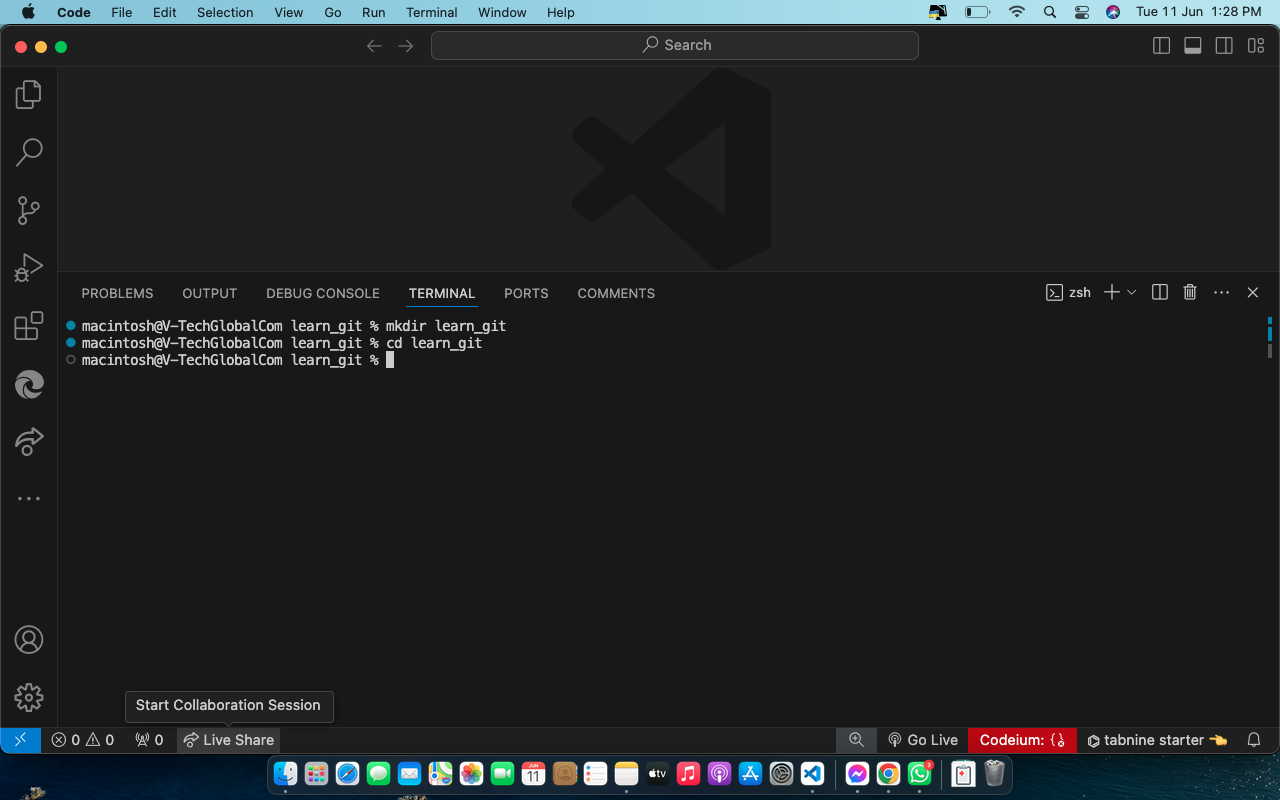 Code File Edit Selection View Go Run Terminal Window Help Tue 11 Jun 1:28 PM
Search
PROBLEMS OUTPUT DEBUG CONSOLE TERMINAL PORTS COMMENTS zsh
macintosh@V-TechGlobalCom learn_git % mkdir learn_git
macintosh@V-TechGlobalCom learn_git % cd learn_git
macintosh@V-TechGlobalCom learn_git %
Start Collaboration Session
0 0 0 Live Share Go Live Codeium: {} tabnine starter
JUN
11
tv
3